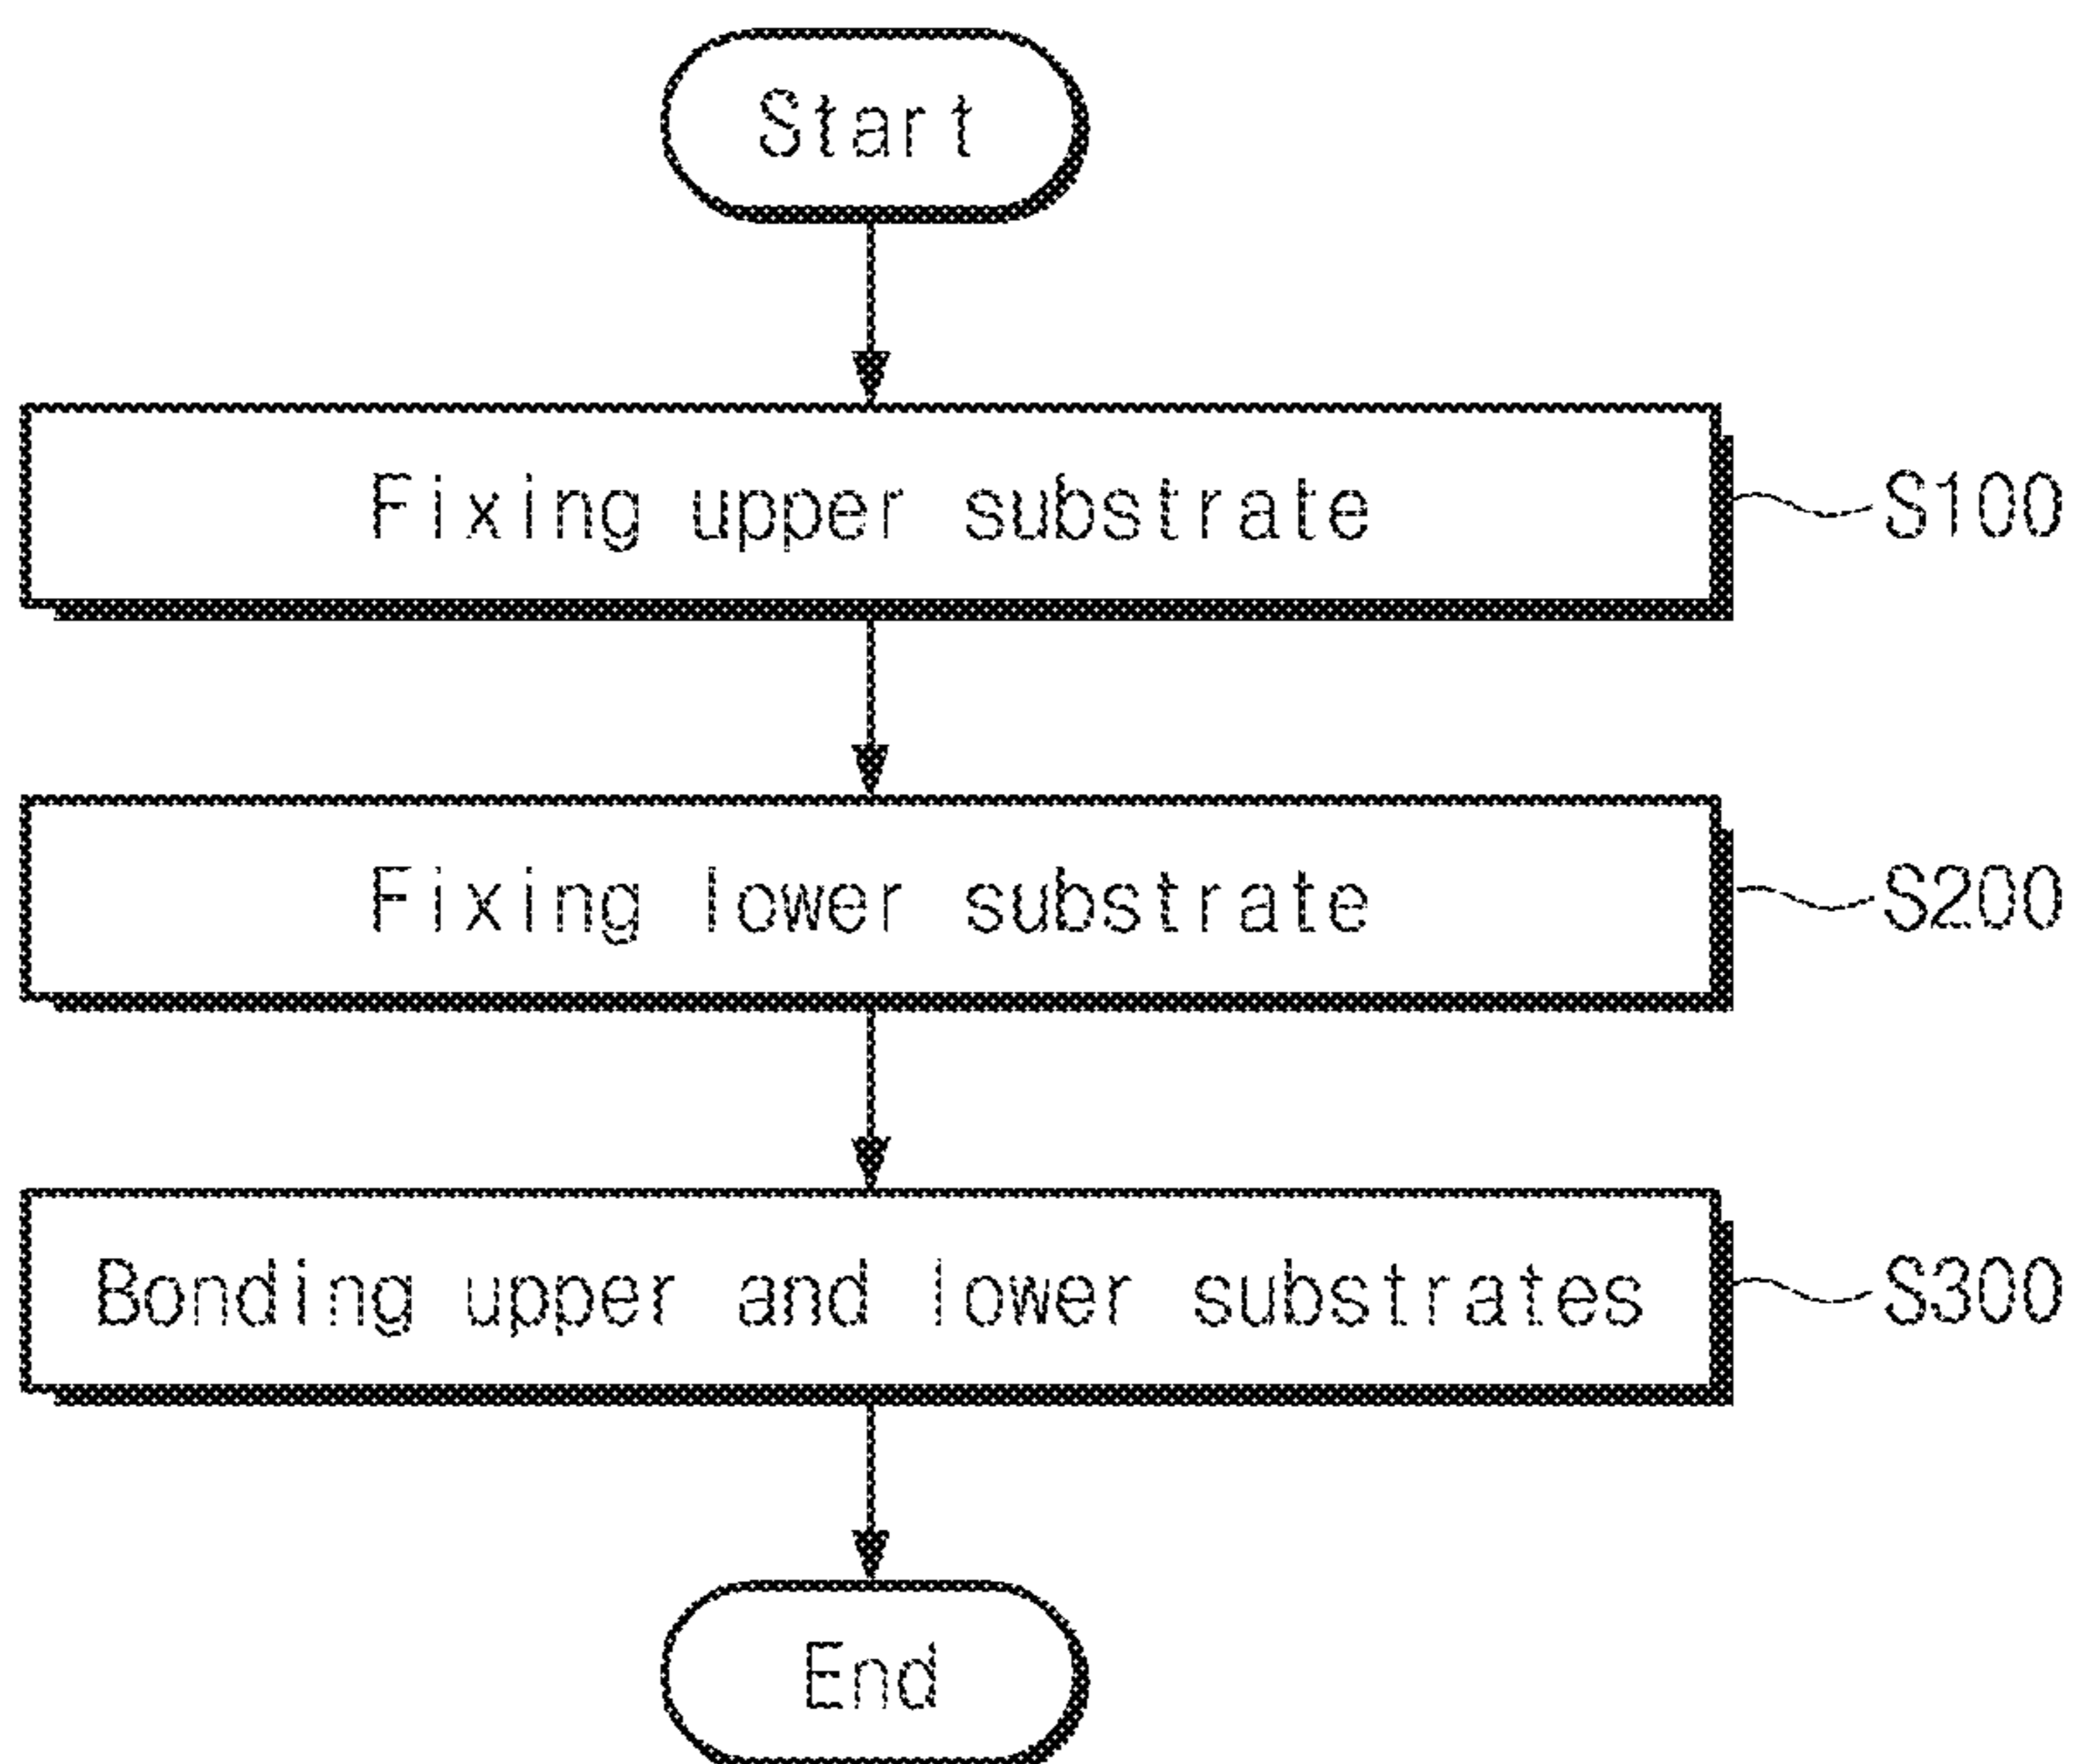 Start
Fixing upper substrate
S100
Fixing lower substrate
S200
Bonding upper and lower substrates
S300
End